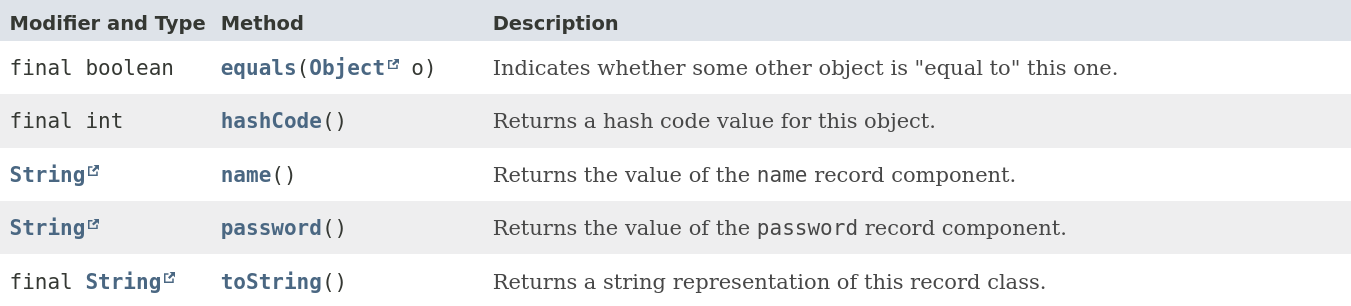 Modifier and Type Method Description
final boolean equals(Object o) Indicates whether some other object is "equal to" this one.
final int hashCode() Returns a hash code value for this object.
String name() Returns the value of the name record component.
String password() Returns the value of the password record component.
final String toString() Returns a string representation of this record class.